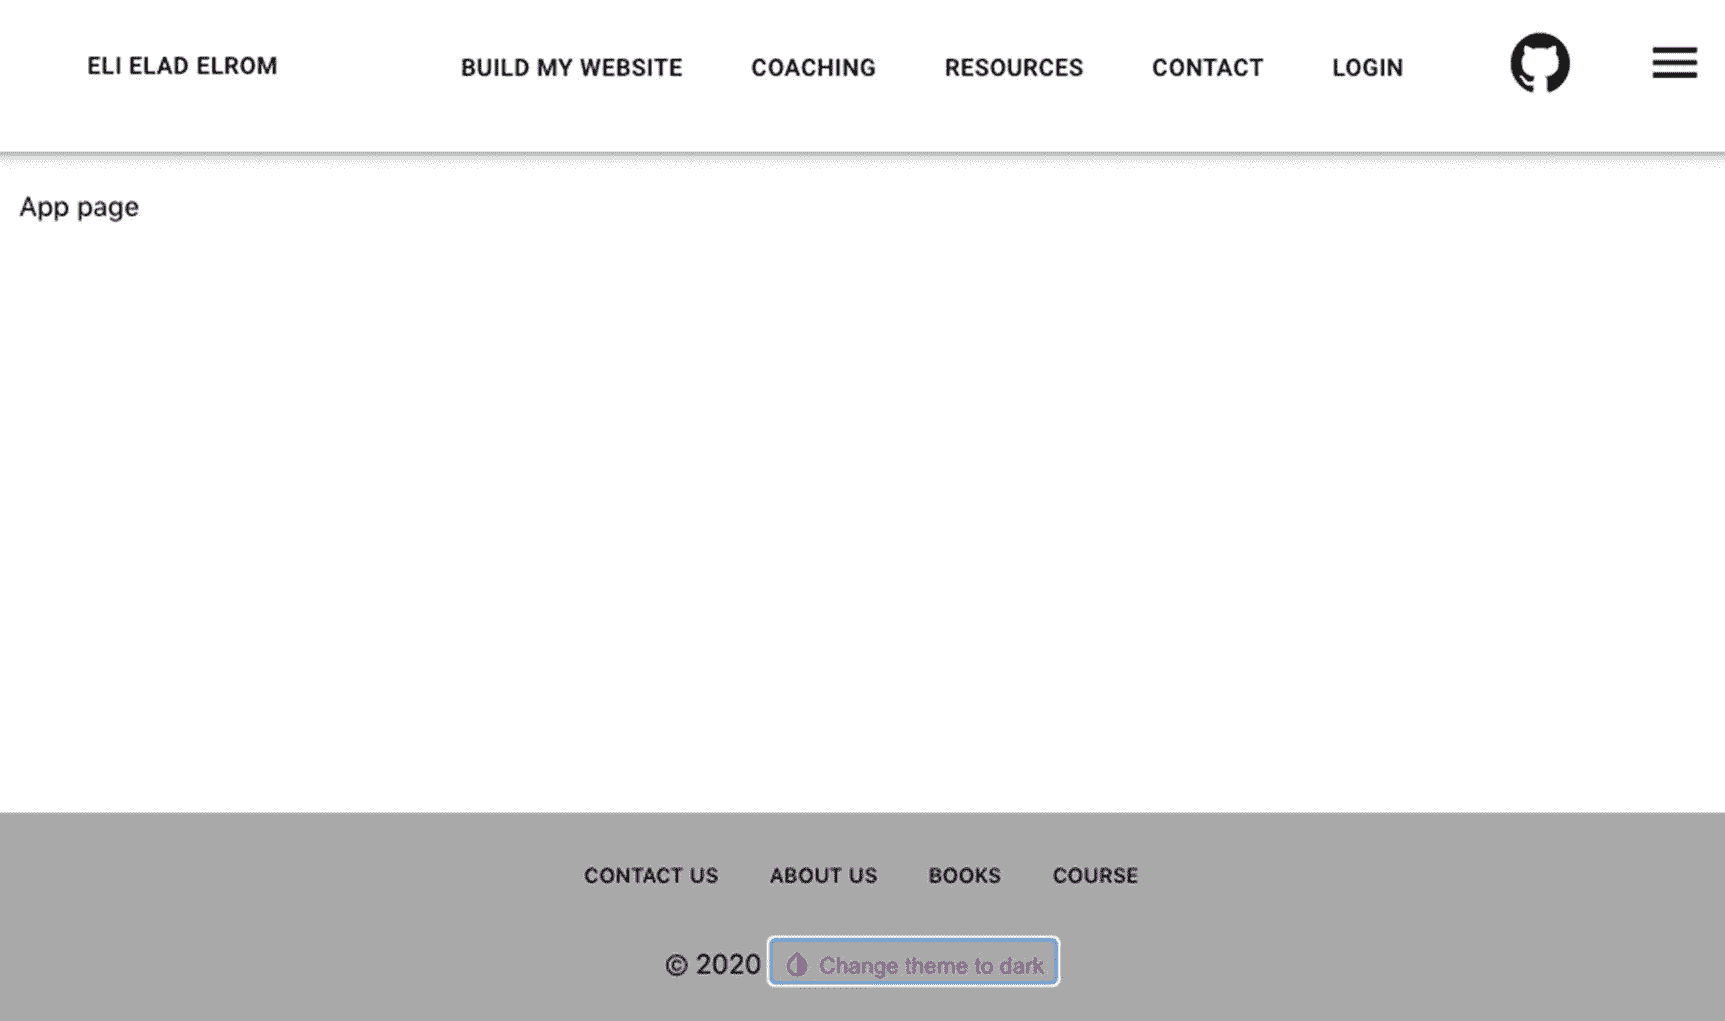 ELI ELAD ELROM BUILD MY WEBSITE COACHING RESOURCES CONTACT LOGIN
App page
CONTACT US ABOUT US BOOKS COURSE
© 2020 Change theme to dark